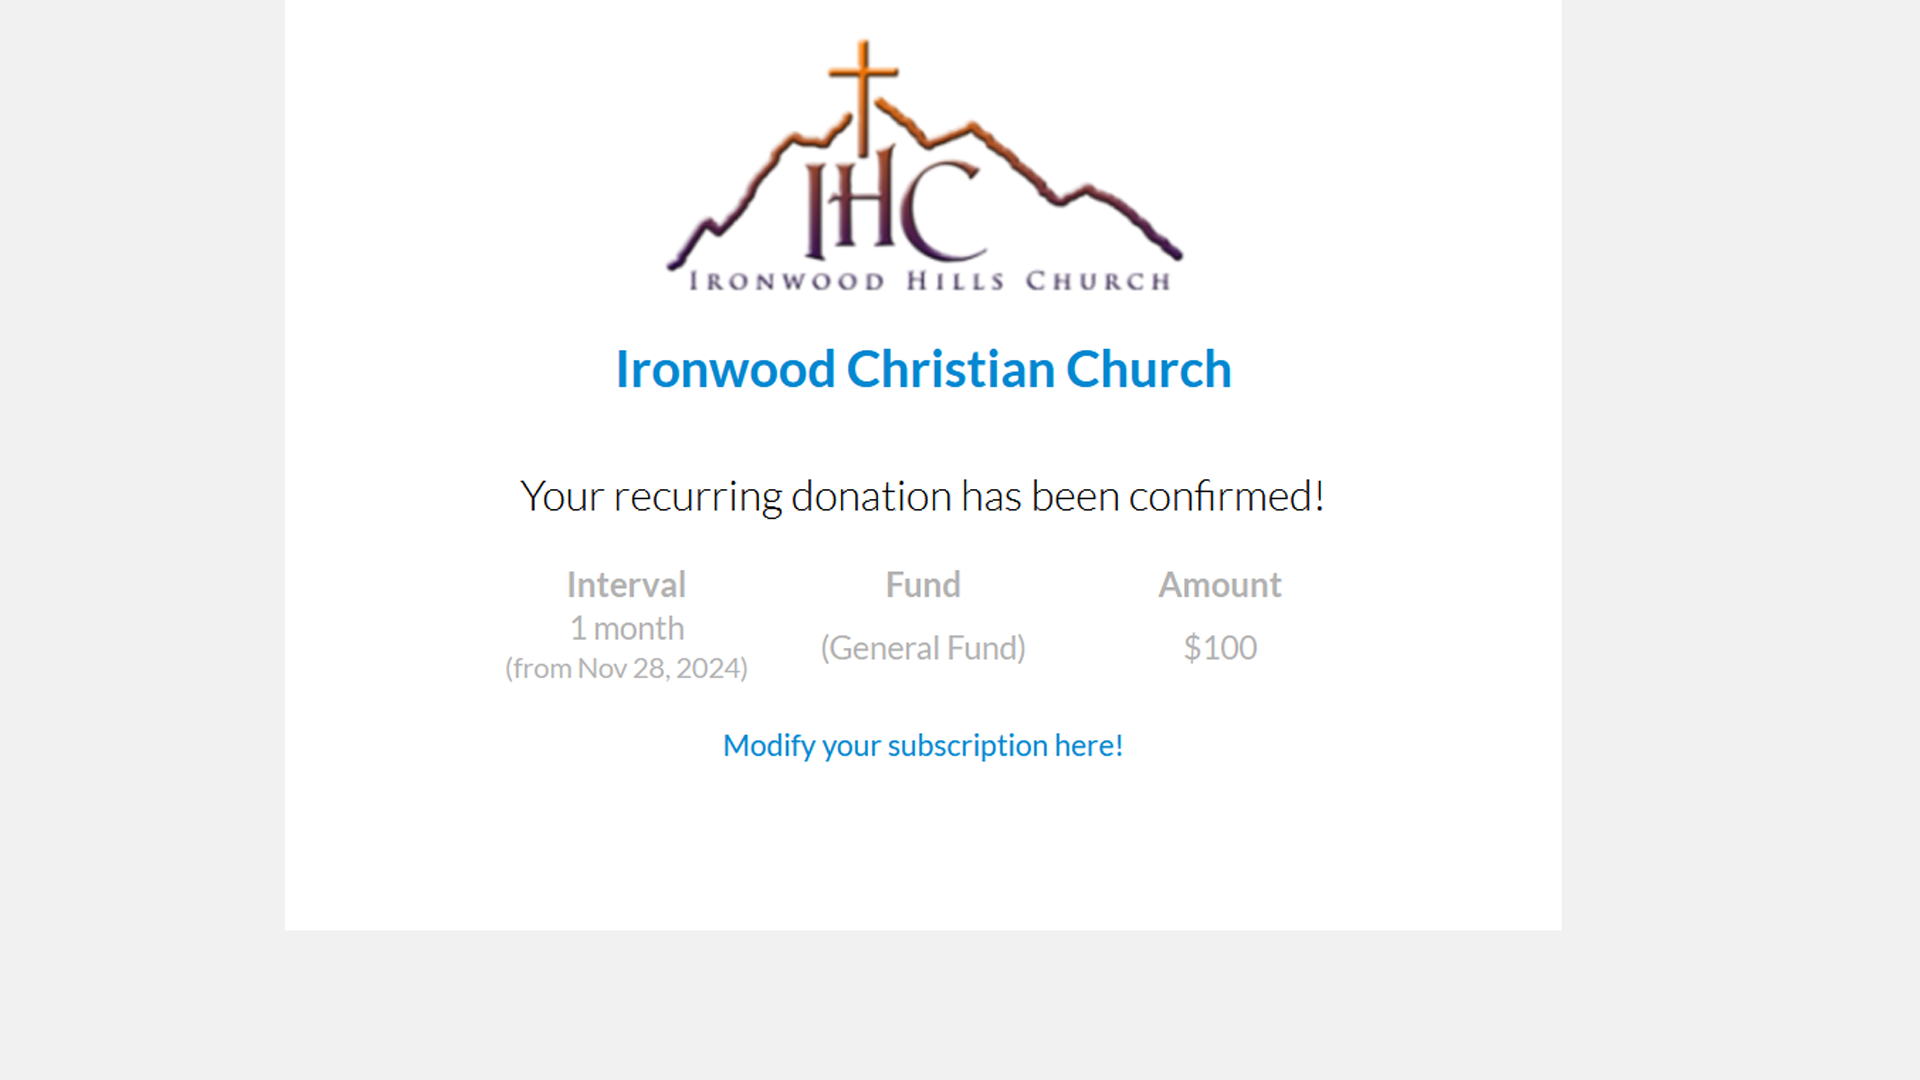 IHC
IRONWOOD HILLS CHURCH
Ironwood Christian Church
Your recurring donation has been confirmed!
Interval Fund Amount
1 month
(from Nov 28, 2024) (General Fund) $100
Modify your subscription here!